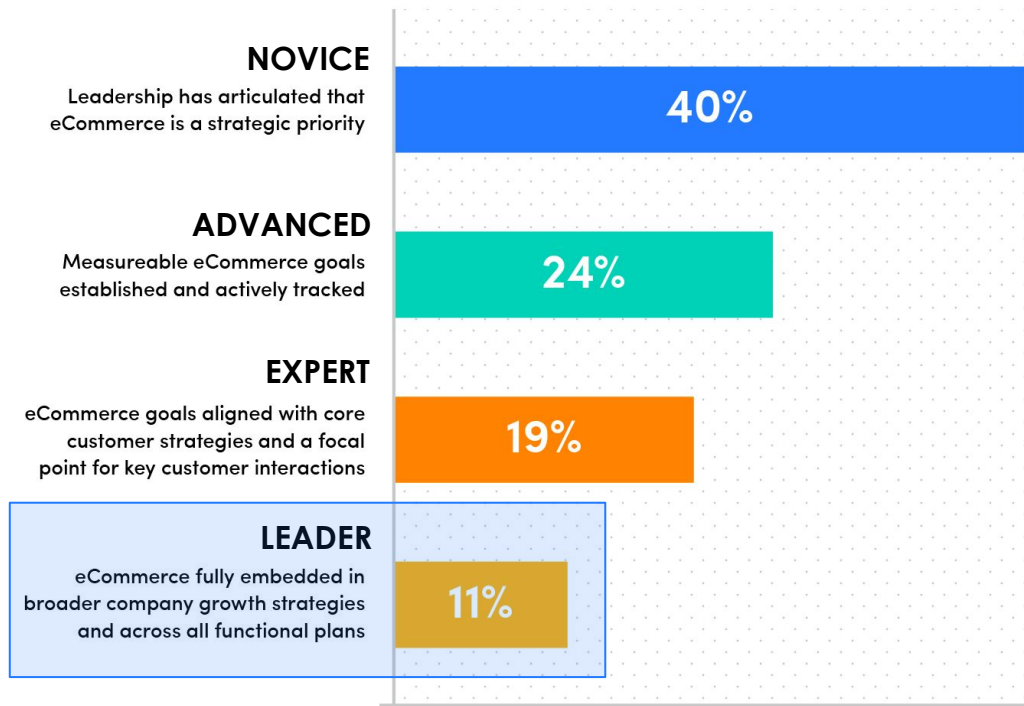 NOVICE
Leadership has articulated that
eCommerce is a strategic priority
40%
ADVANCED
Measureable eCommerce goals
established and actively tracked
24%
EXPERT
eCommerce goals aligned with core
customer strategies and a focal
point for key customer interactions
19%
LEADER
eCommerce fully embedded in
broader company growth strategies
and across all functional plans
11%